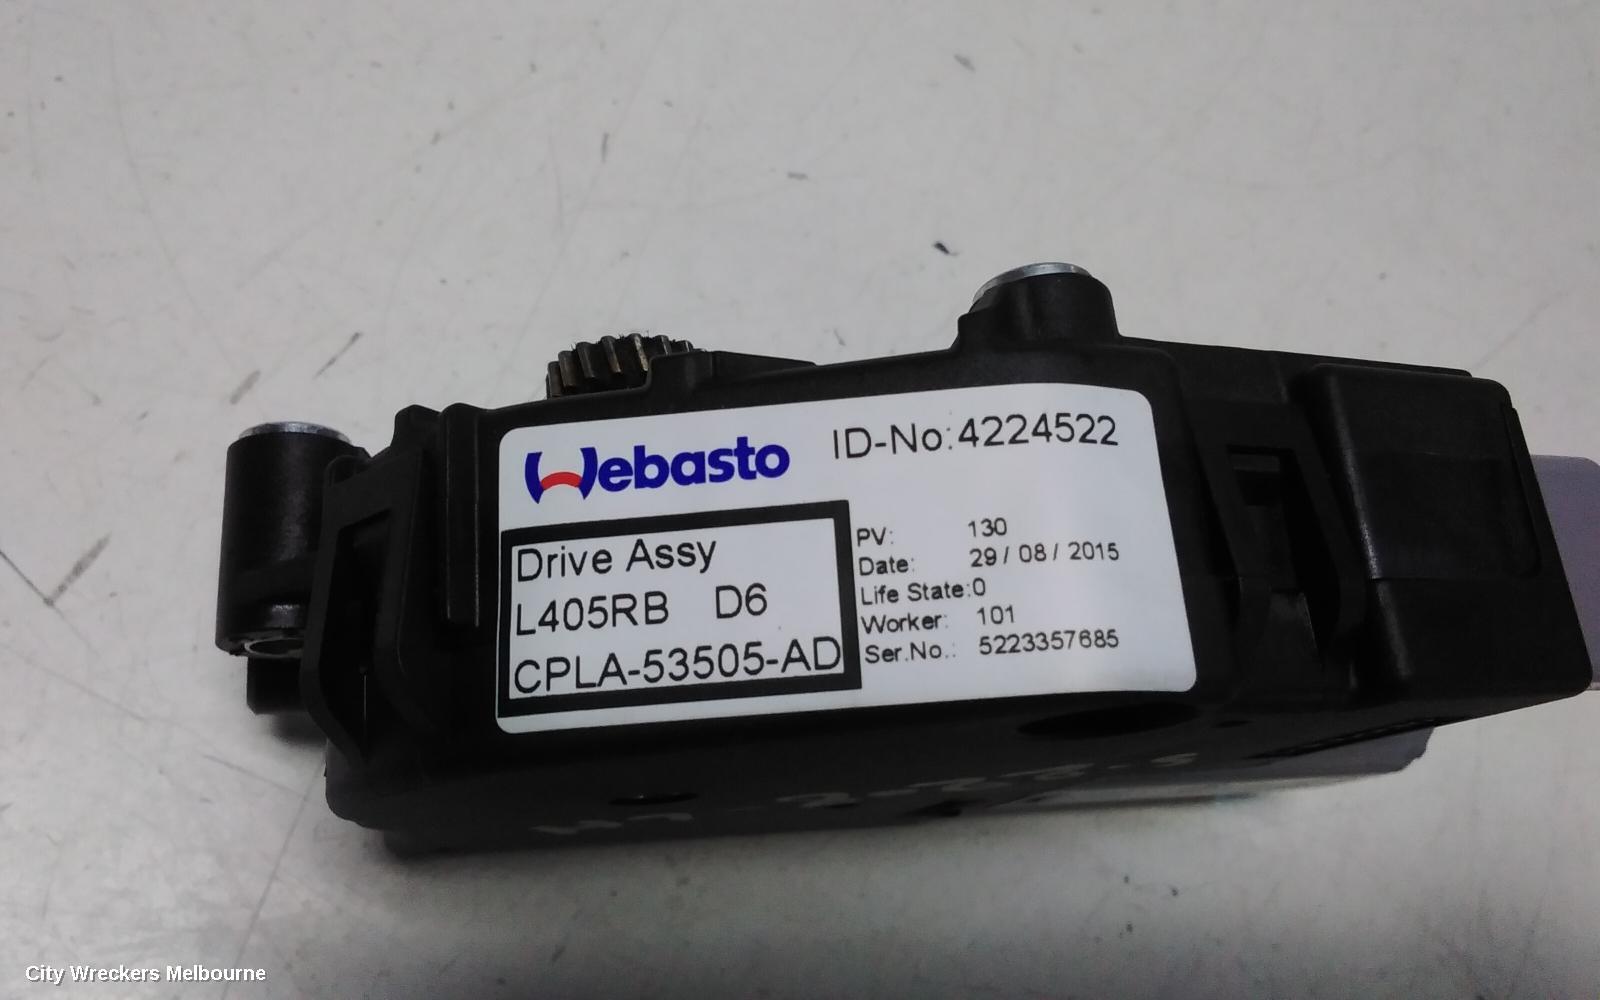 Webasto
ID-No:4224522
Drive Assy
L405RB D6
CPLA-53505-AD
PV: 130
Date: 29 / 08 / 2015
Life State:0
Worker: 101
Ser.No.: 5223357685
City Wreckers Melbourne